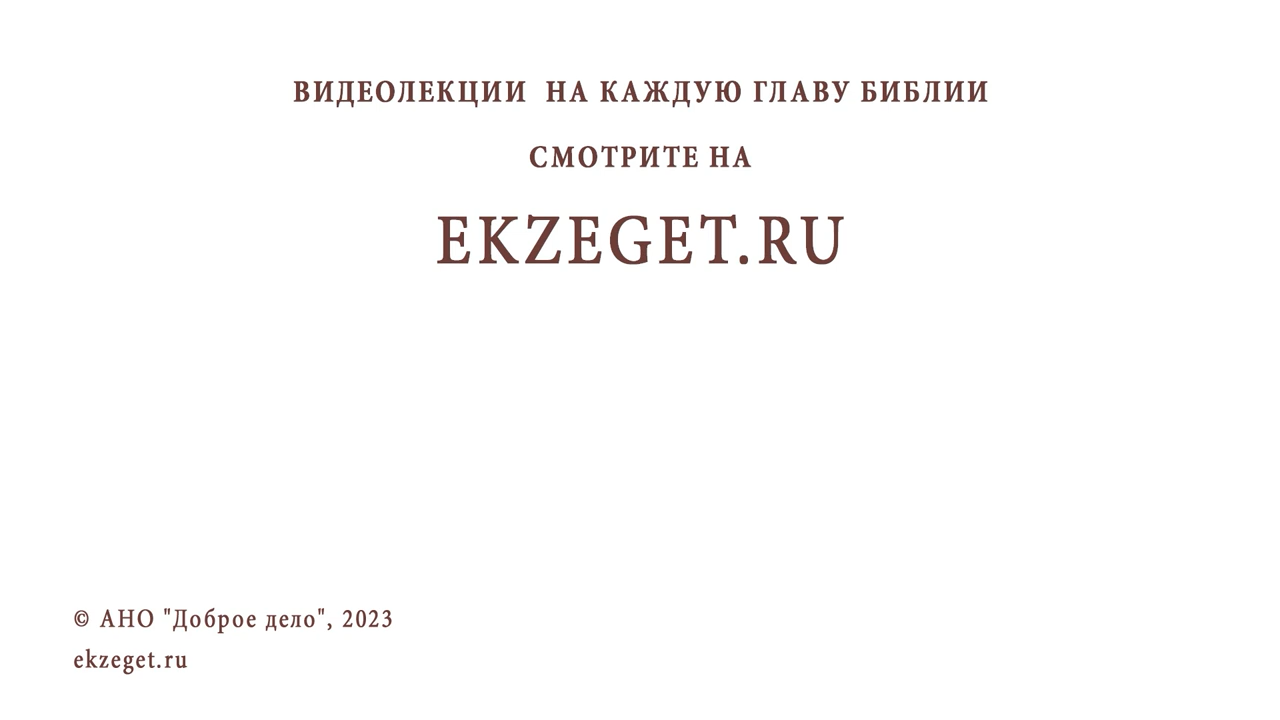 ВИДЕОЛЕКЦИИ НА КАЖДУЮ ГЛАВУ БИБЛИИ
СМОТРИТЕ НА
EKZEGET.RU
© АНО "Доброе дело", 2023
ekzeget.ru